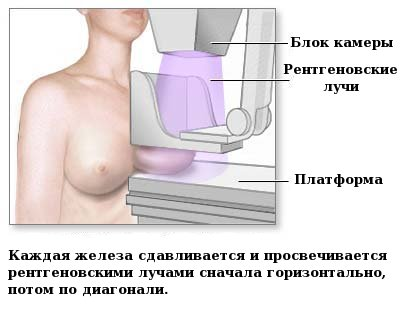 Блок камеры
Рентгеновские
лучи
Платформа
Каждая железа сдавливается и просвечивается
рентгеновскими лучами сначала горизонтально,
потом по диагонали.